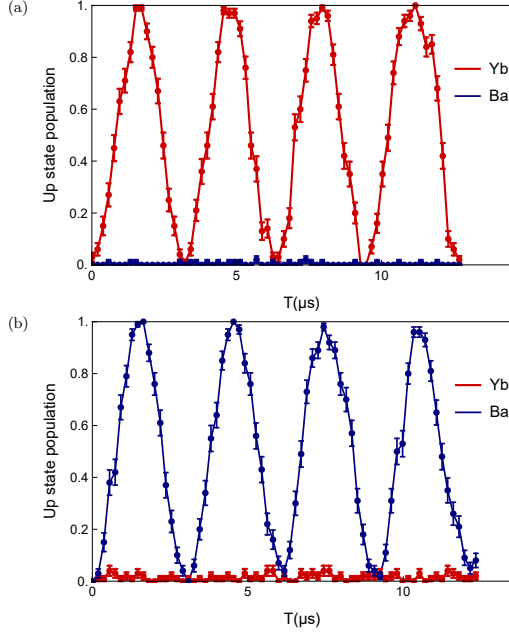 (a)
Up state population
1.
0.8
0.6
0.4
0.2
0
0 5 10
T(μs)
Yb
Ba
(b)
Up state population
1.
0.8
0.6
0.4
0.2
0
0 5 10
T(μs)
Yb
Ba